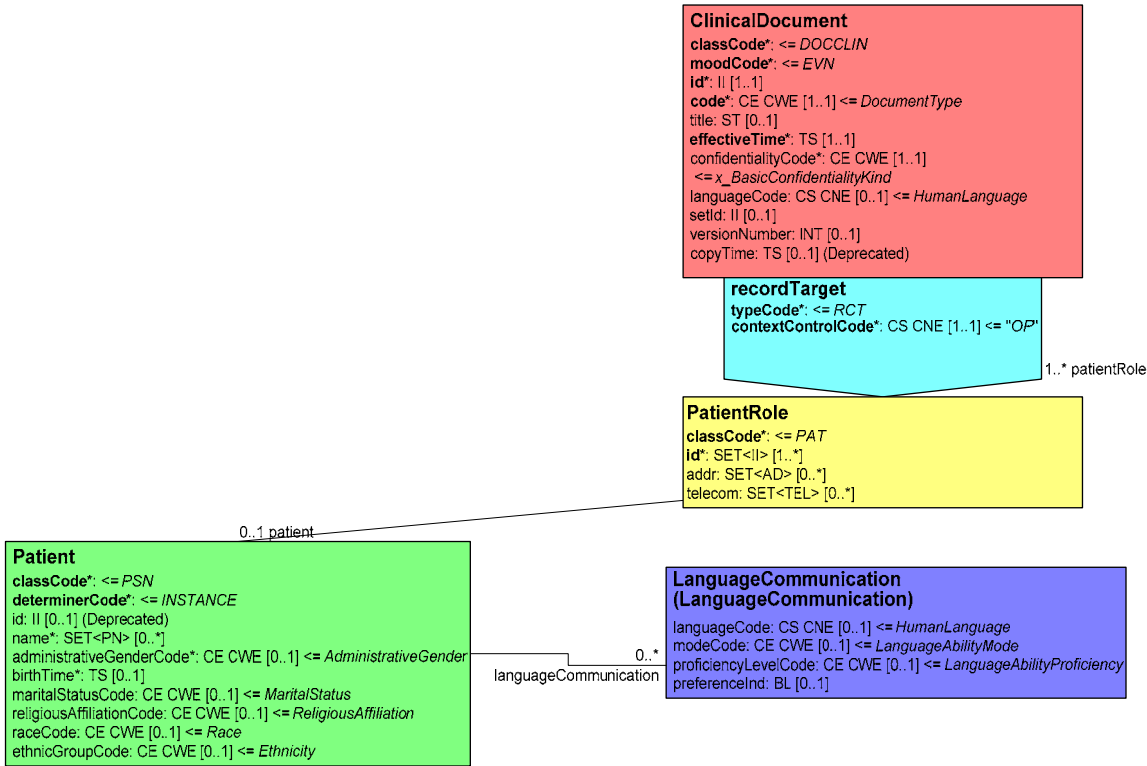 ClinicalDocument
classCode*: <= DOCCLIN
moodCode*: <= EVN
id*: II [1..1]
code*: CE CWE [1..1] <= DocumentType
title: ST [0..1]
effectiveTime*: TS [1..1]
confidentialityCode*: CE CWE [1..1]
<= x_BasicConfidentialityKind
languageCode: CS CNE [0..1] <= HumanLanguage
setId: II [0..1]
versionNumber: INT [0..1]
copyTime: TS [0..1] (Deprecated)
recordTarget
typeCode*: <= RCT
contextControlCode*: CS CNE [1..1] <= "OP"
1..* patientRole
PatientRole
classCode*: <= PAT
id*: SET<II> [1..*]
addr: SET<AD> [0..*]
telecom: SET<TEL> [0..*]
0..1 patient
Patient
classCode*: <= PSN
determinerCode*: <= INSTANCE
id: II [0..1] (Deprecated)
name*: SET<PN> [0..*]
administrativeGenderCode*: CE CWE [0..1] <= AdministrativeGender
birthTime*: TS [0..1]
maritalStatusCode: CE CWE [0..1] <= MaritalStatus
religiousAffiliationCode: CE CWE [0..1] <= ReligiousAffiliation
raceCode: CE CWE [0..1] <= Race
ethnicGroupCode: CE CWE [0..1] <= Ethnicity
0..*
languageCommunication
LanguageCommunication
(LanguageCommunication)
languageCode: CS CNE [0..1] <= HumanLanguage
modeCode: CE CWE [0..1] <= LanguageAbilityMode
proficiencyLevelCode: CE CWE [0..1] <= LanguageAbilityProficiency
preferenceInd: BL [0..1]